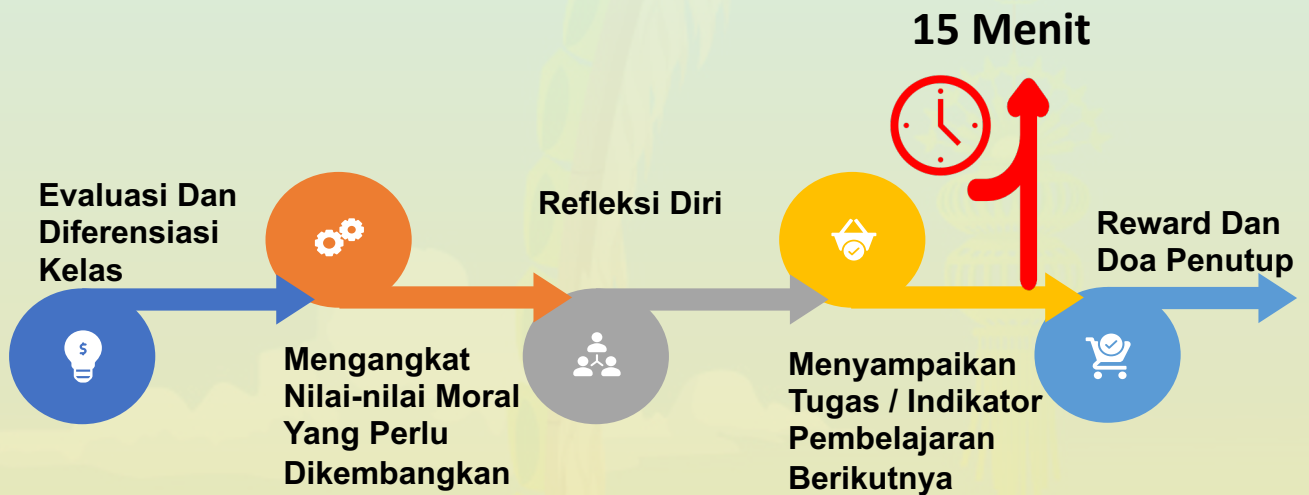 15 Menit
Evaluasi Dan
Diferensiasi
Kelas
Mengangkat
Nilai-nilai Moral
Yang Perlu
Dikembangkan
Refleksi Diri
Menyampaikan
Tugas / Indikator
Pembelajaran
Berikutnya
Reward Dan
Doa Penutup
$